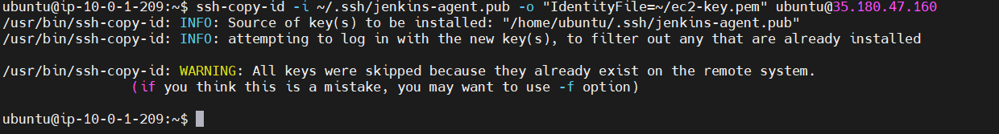 ubuntu@ip-10-0-1-209:~$ ssh-copy-id -i ~/.ssh/jenkins-agent.pub -o "IdentityFile=~/ec2-key.pem" ubuntu@35.180.47.160
/usr/bin/ssh-copy-id: INFO: Source of key(s) to be installed: "/home/ubuntu/.ssh/jenkins-agent.pub"
/usr/bin/ssh-copy-id: INFO: attempting to log in with the new key(s), to filter out any that are already installed
/usr/bin/ssh-copy-id: WARNING: All keys were skipped because they already exist on the remote system.
(if you think this is a mistake, you may want to use -f option)
ubuntu@ip-10-0-1-209:~$